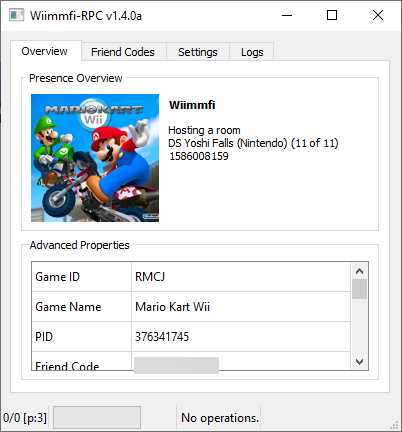 Wiimmfi-RPC v1.4.0a
Overview
Friend Codes
Settings
Logs
Presence Overview
MARIOKART
Wii
Nintendo
Wiimmfi
Hosting a room
DS Yoshi Falls (Nintendo) (11 of 11)
1586008159
Advanced Properties
Game ID
RMCJ
Game Name
Mario Kart Wii
PID
376341745
Friend Code
0/0 [p:3]
No operations.